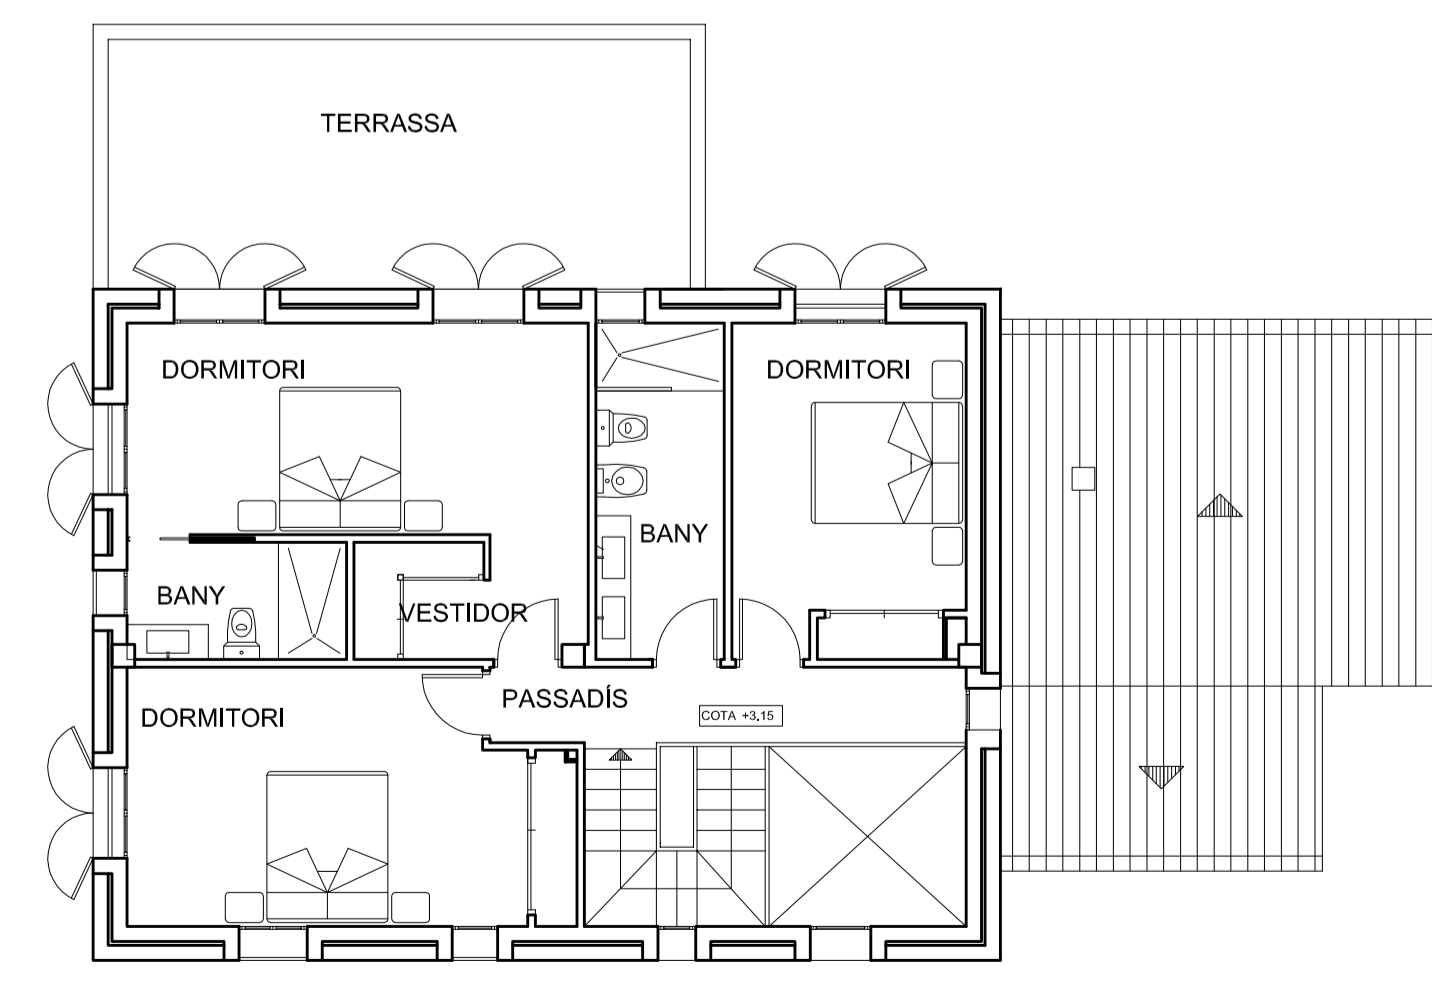 TERRASSA
DORMITORI
DORMITORI
BANY
BANY
VESTIDOR
PASSADÍS
DORMITORI
COTA +3.15